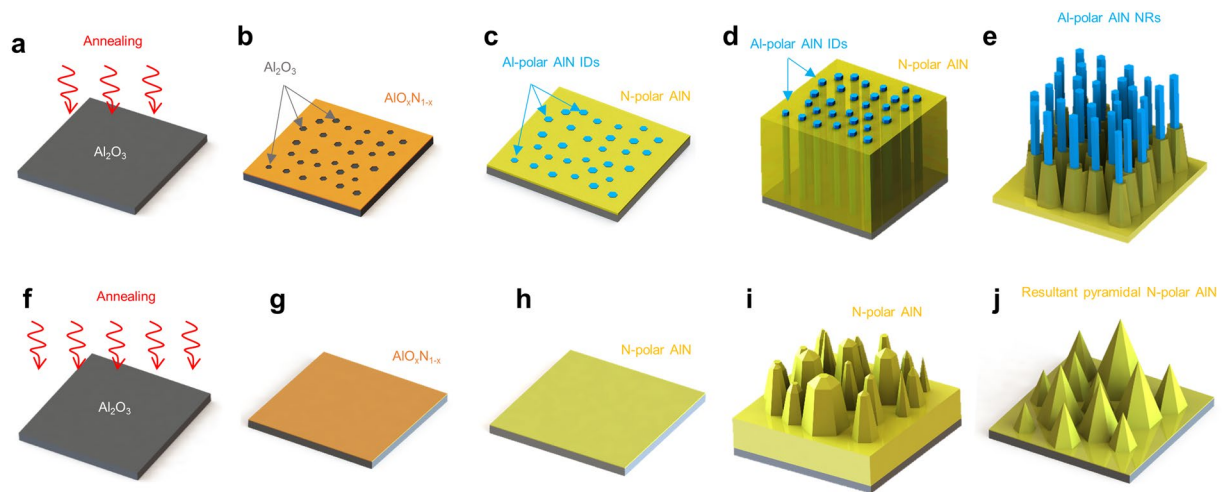 a
Annealing
Al₂O₃
b
Al₂O₃
AlOₓN₁₋ₓ
c
Al-polar AlN IDs
N-polar AlN
d
Al-polar AlN IDs
N-polar AlN
e
Al-polar AlN NRs
f
Annealing
Al₂O₃
g
AlOₓN₁₋ₓ
h
N-polar AlN
i
N-polar AlN
j
Resultant pyramidal N-polar AlN